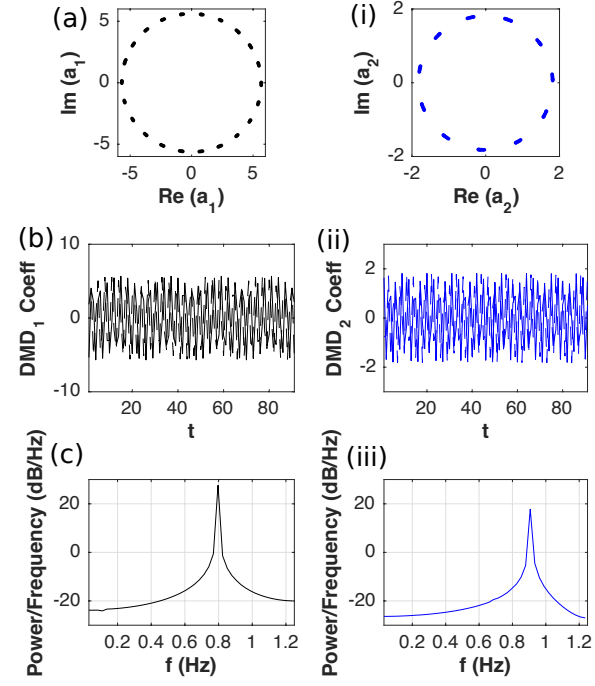 (a)
Im (a1)
5
0
-5
-5 0 5
Re (a1)
(i)
Im (a2)
2
0
-2
-2 0 2
Re (a2)
(b)
DMD1 Coeff
10
0
-10
20 40 60 80
t
(ii)
DMD2 Coeff
2
0
-2
20 40 60 80
t
(c)
Power/Frequency (dB/Hz)
20
0
-20
0.2 0.4 0.6 0.8 1 1.2
f (Hz)
(iii)
Power/Frequency (dB/Hz)
20
0
-20
0.2 0.4 0.6 0.8 1 1.2
f (Hz)